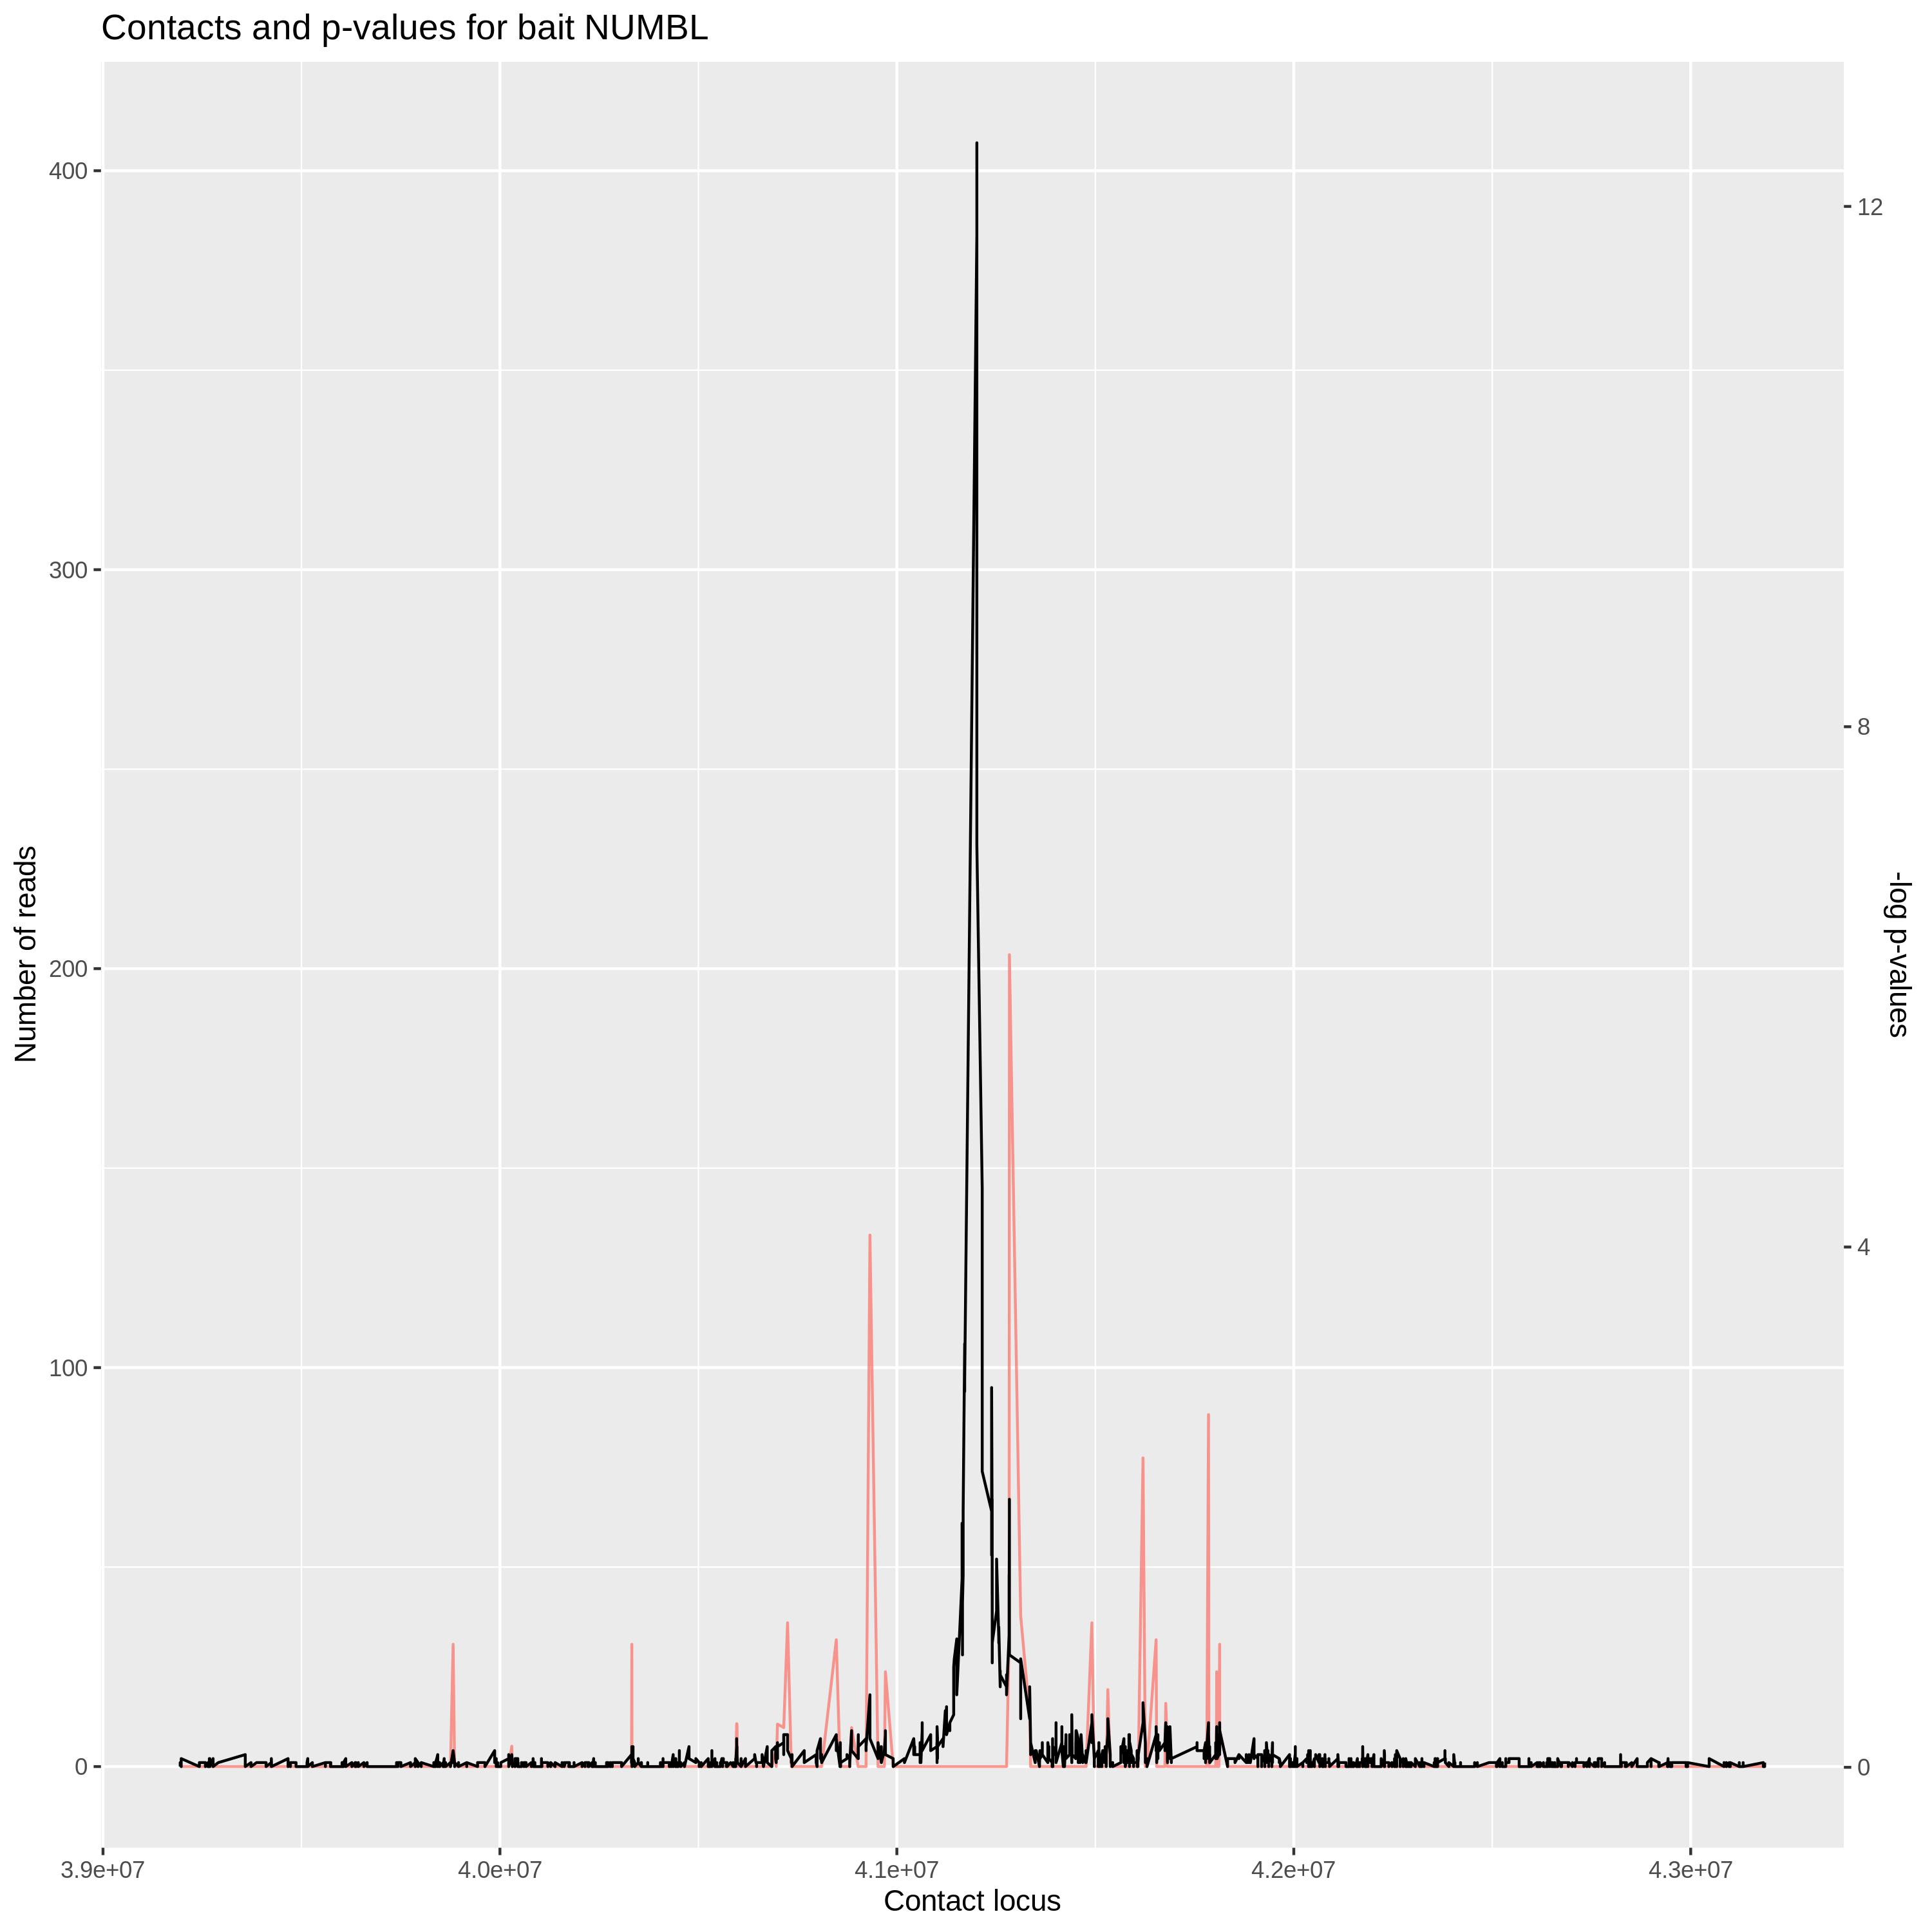 Contacts and p-values for bait NUMBL
400
300
200
100
0
12
8
4
0
Number of reads
-log p-values
3.9e+07 4.0e+07 4.1e+07 4.2e+07 4.3e+07
Contact locus